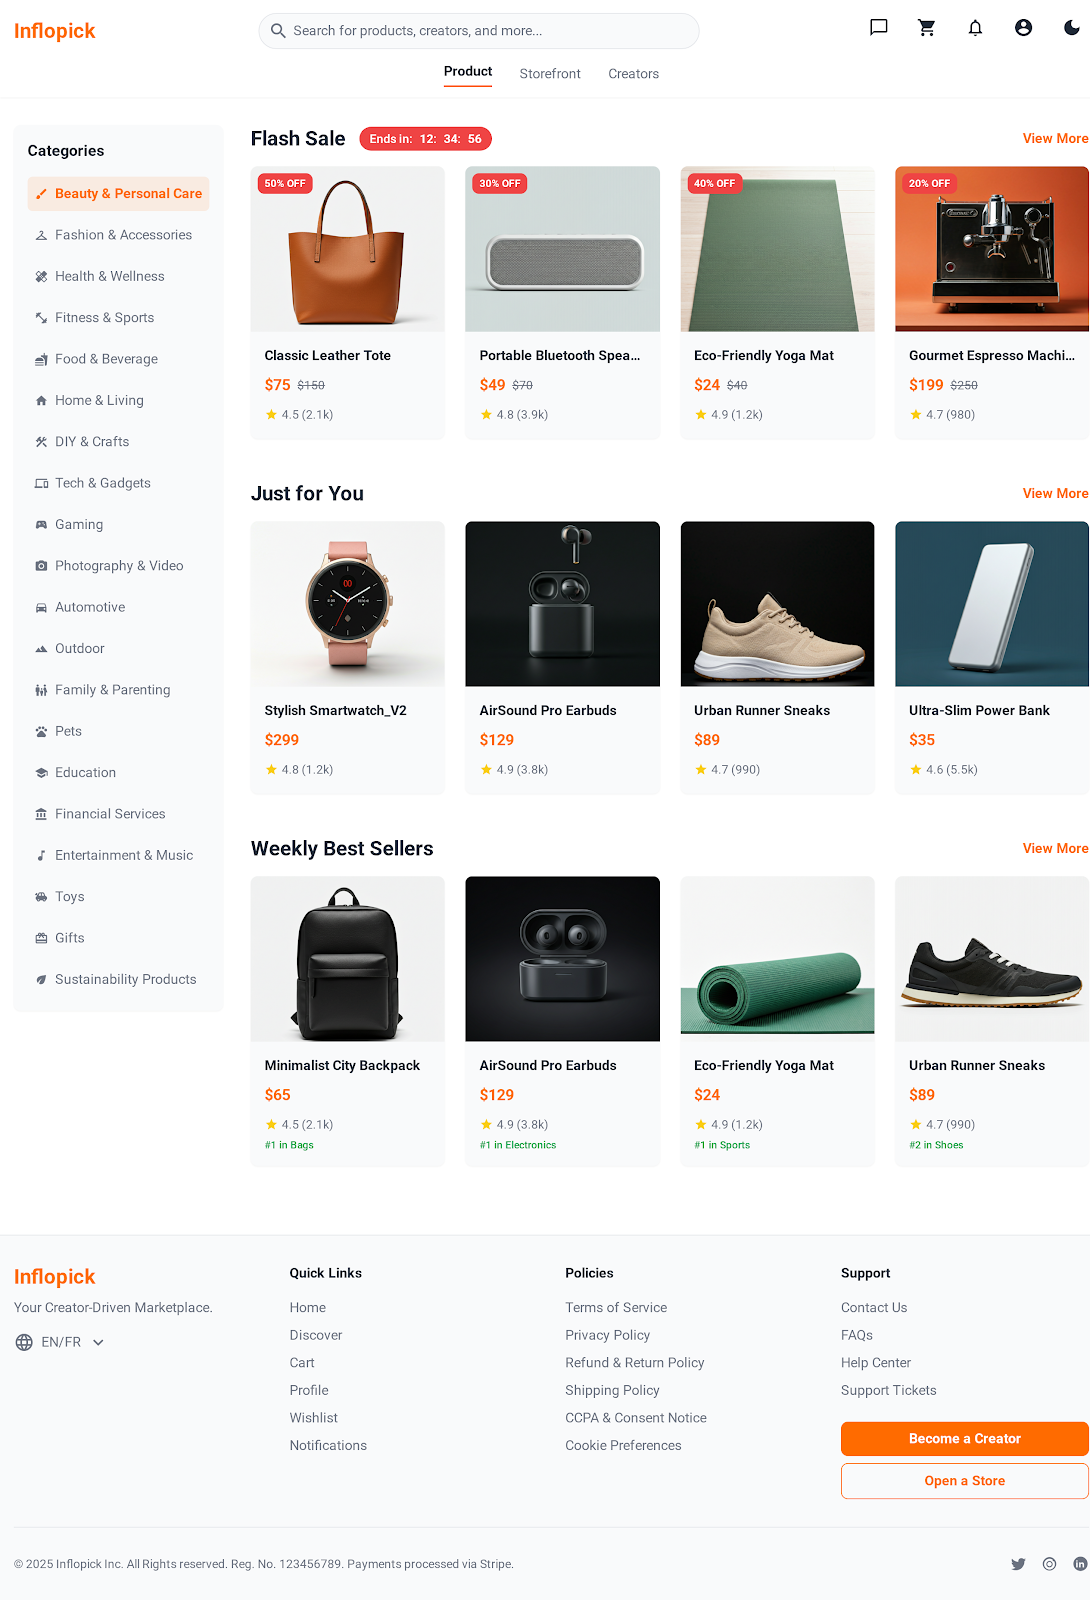 Inflopick
Search for products, creators, and more...
Product
Storefront
Creators
Categories
Beauty & Personal Care
Fashion & Accessories
Health & Wellness
Fitness & Sports
Food & Beverage
Home & Living
DIY & Crafts
Tech & Gadgets
Gaming
Photography & Video
Automotive
Outdoor
Family & Parenting
Pets
Education
Financial Services
Entertainment & Music
Toys
Gifts
Sustainability Products
Flash Sale
Ends in: 12: 34: 56
View More
50% OFF
Classic Leather Tote
$75 $150
4.5 (2.1k)
30% OFF
Portable Bluetooth Spea...
$49 $70
4.8 (3.9k)
40% OFF
Eco-Friendly Yoga Mat
$24 $40
4.9 (1.2k)
20% OFF
Gourmet Espresso Machi...
$199 $250
4.7 (980)
Just for You
View More
Stylish Smartwatch_V2
$299
4.8 (1.2k)
AirSound Pro Earbuds
$129
4.9 (3.8k)
Urban Runner Sneaks
$89
4.7 (990)
Ultra-Slim Power Bank
$35
4.6 (5.5k)
Weekly Best Sellers
View More
Minimalist City Backpack
$65
4.5 (2.1k)
#1 in Bags
AirSound Pro Earbuds
$129
4.9 (3.8k)
#1 in Electronics
Eco-Friendly Yoga Mat
$24
4.9 (1.2k)
#1 in Sports
Urban Runner Sneaks
$89
4.7 (990)
#2 in Shoes
Inflopick
Your Creator-Driven Marketplace.
EN/FR
Quick Links
Home
Discover
Cart
Profile
Wishlist
Notifications
Policies
Terms of Service
Privacy Policy
Refund & Return Policy
Shipping Policy
CCPA & Consent Notice
Cookie Preferences
Support
Contact Us
FAQs
Help Center
Support Tickets
Become a Creator
Open a Store
© 2025 Inflopick Inc. All Rights reserved. Reg. No. 123456789. Payments processed via Stripe.